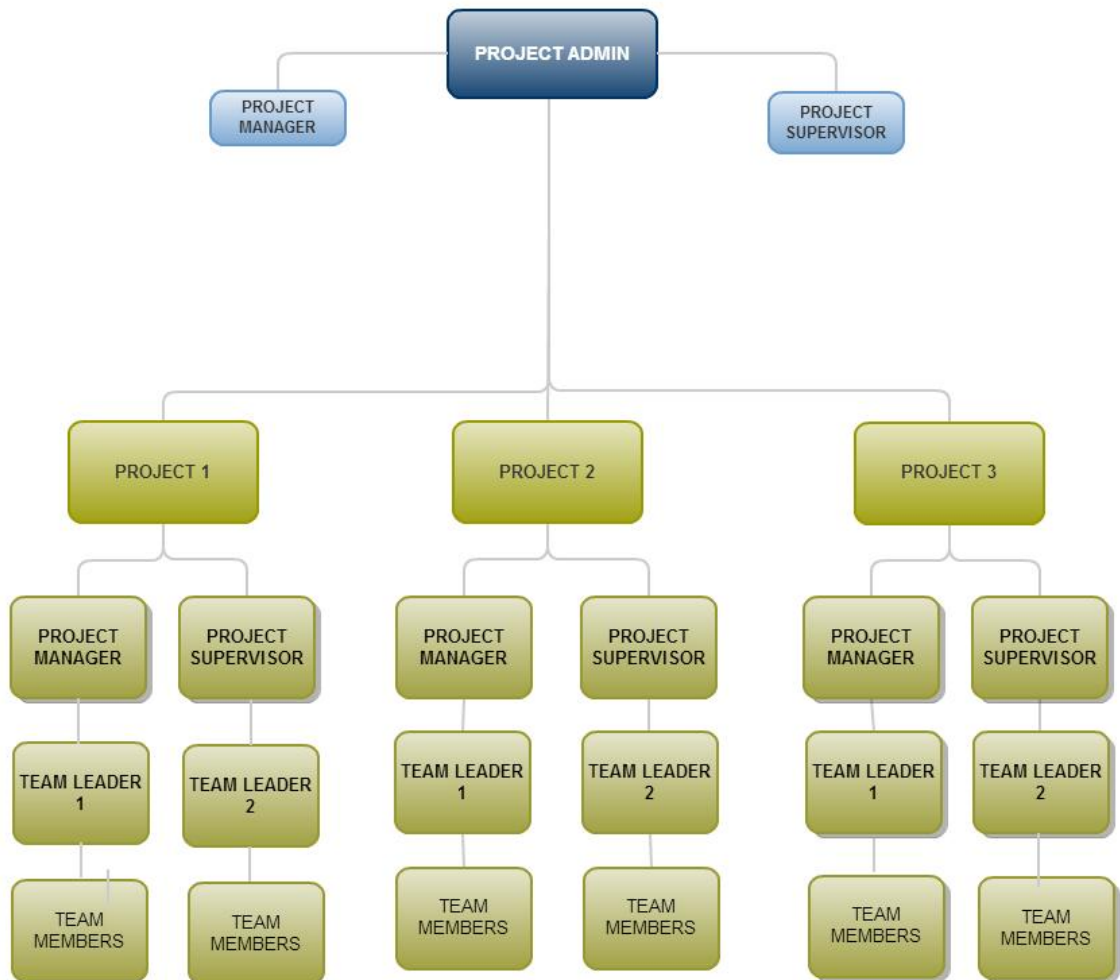 PROJECT ADMIN
PROJECT
MANAGER
PROJECT
SUPERVISOR
PROJECT 1
PROJECT 2
PROJECT 3
PROJECT
MANAGER
PROJECT
SUPERVISOR
PROJECT
MANAGER
PROJECT
SUPERVISOR
PROJECT
MANAGER
PROJECT
SUPERVISOR
TEAM LEADER
1
TEAM LEADER
2
TEAM LEADER
1
TEAM LEADER
2
TEAM LEADER
1
TEAM LEADER
2
TEAM
MEMBERS
TEAM
MEMBERS
TEAM
MEMBERS
TEAM
MEMBERS
TEAM
MEMBERS
TEAM
MEMBERS